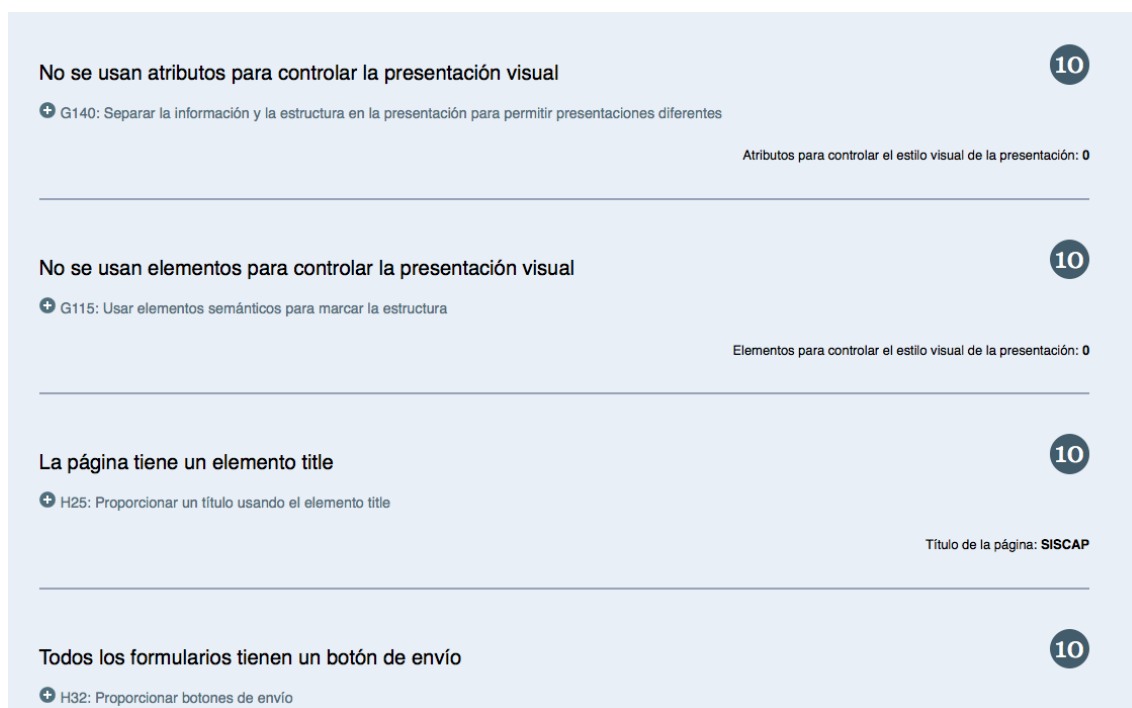 No se usan atributos para controlar la presentación visual
10
G140: Separar la información y la estructura en la presentación para permitir presentaciones diferentes
Atributos para controlar el estilo visual de la presentación: 0
No se usan elementos para controlar la presentación visual
10
G115: Usar elementos semánticos para marcar la estructura
Elementos para controlar el estilo visual de la presentación: 0
La página tiene un elemento title
10
H25: Proporcionar un título usando el elemento title
Título de la página: SISCAP
Todos los formularios tienen un botón de envío
10
H32: Proporcionar botones de envío